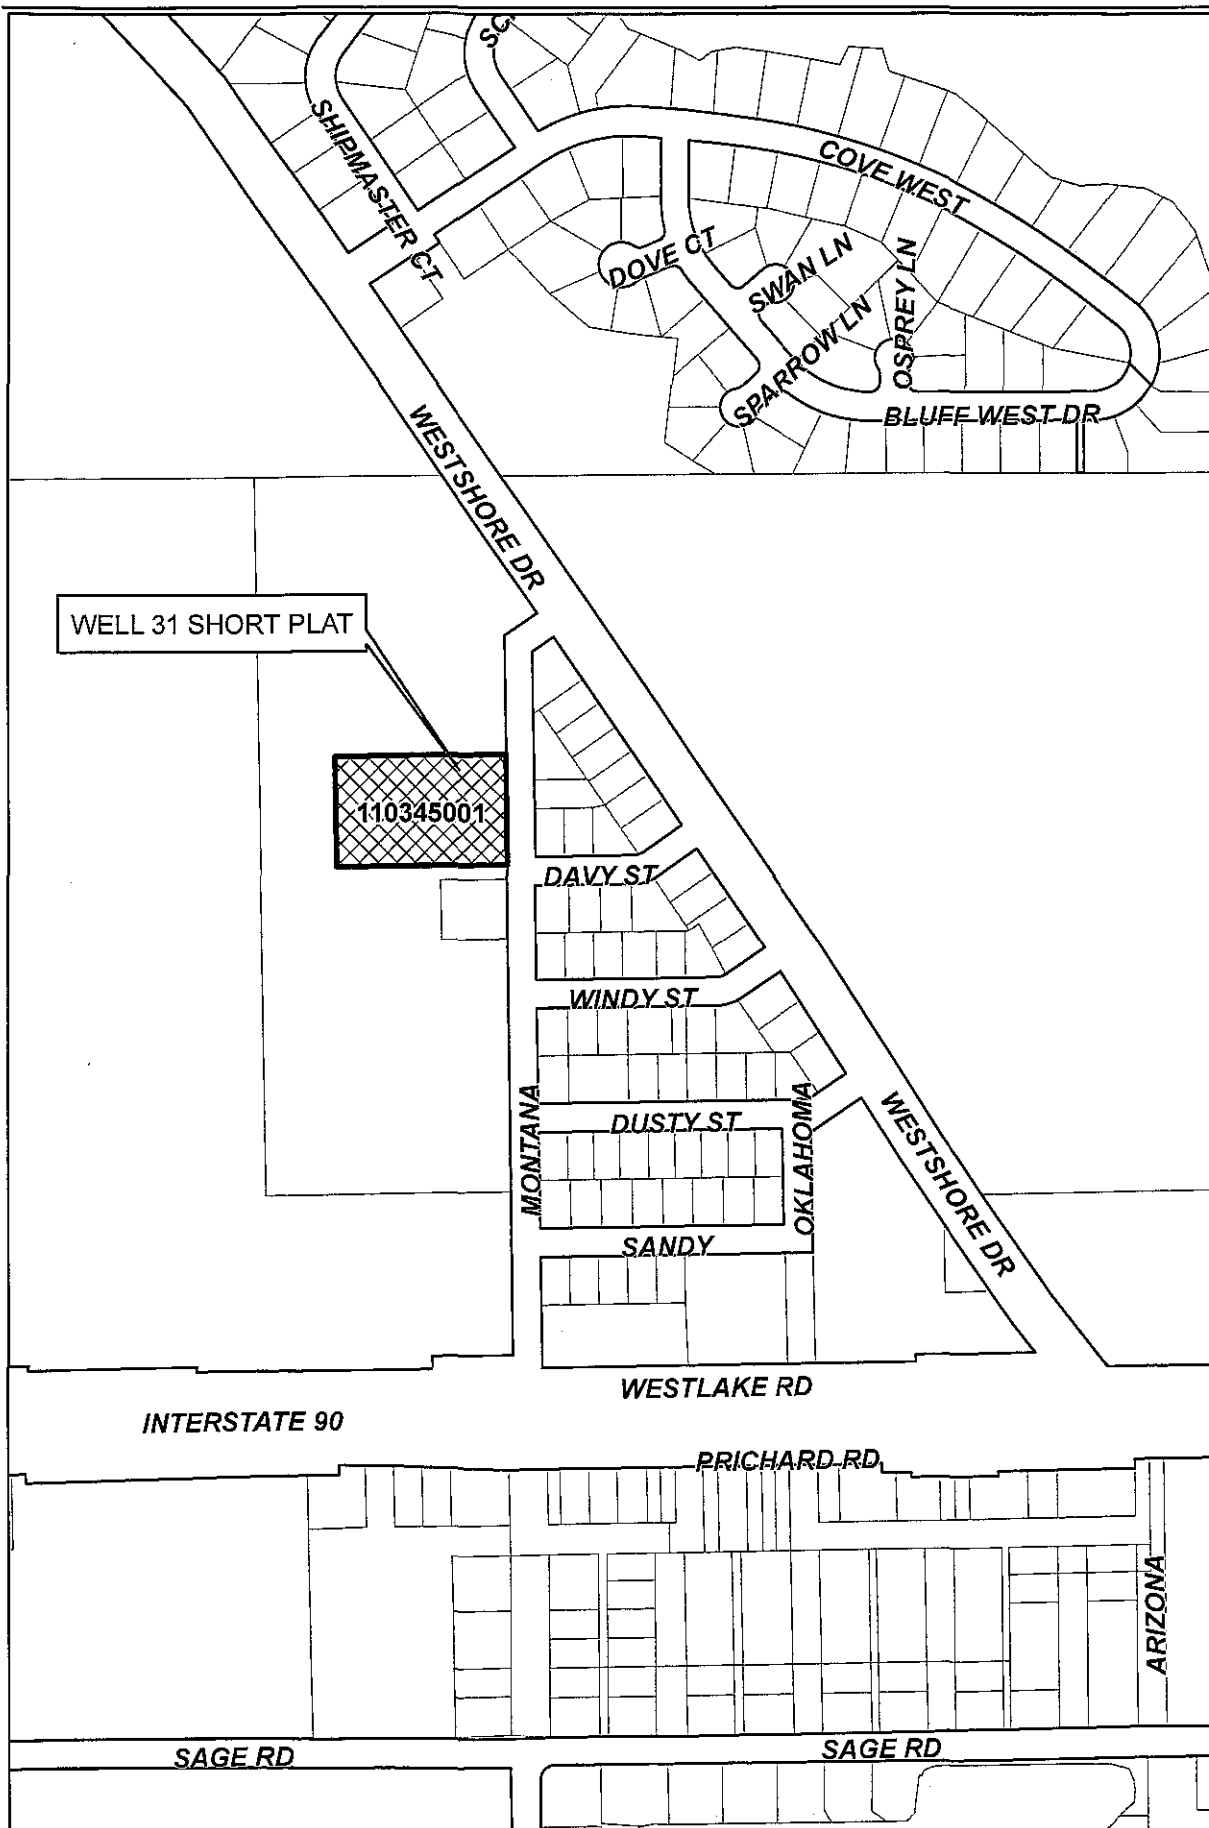 SC
SHIPMASTER CT
COVE WEST
DOVE CT
SWAN LN
OSPREY LN
SPARROW LN
BLUFF WEST DR
WESTSHORE DR
WELL 31 SHORT PLAT
110345001
DAVY ST
WINDY ST
MONTANA
DUSTY ST
OKLAHOMA
WESTSHORE DR
SANDY
WESTLAKE RD
INTERSTATE 90
PRICHARD RD
ARIZONA
SAGE RD
SAGE RD